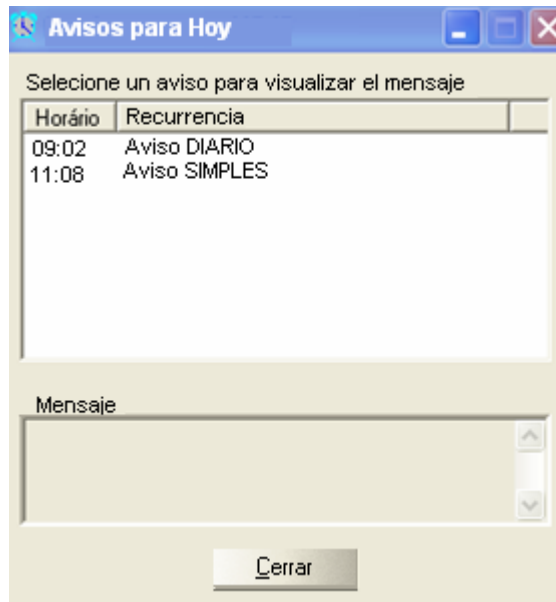 Avisos para Hoy
Selecione un aviso para visualizar el mensaje
Horário Recurrencia
09:02 Aviso DIARIO
11:08 Aviso SIMPLES
Mensaje
Cerrar